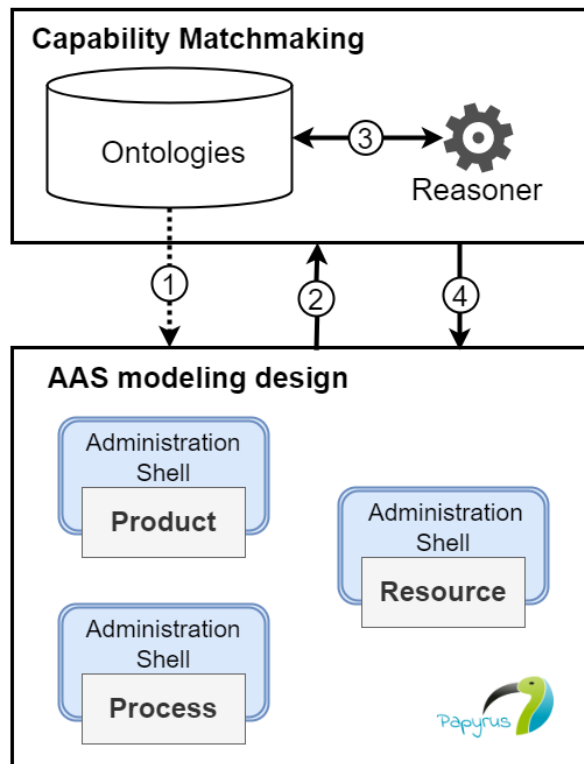 Capability Matchmaking
Ontologies
3
Reasoner
1
2
4
AAS modeling design
Administration
Shell
Product
Administration
Shell
Resource
Administration
Shell
Process
Papyrus